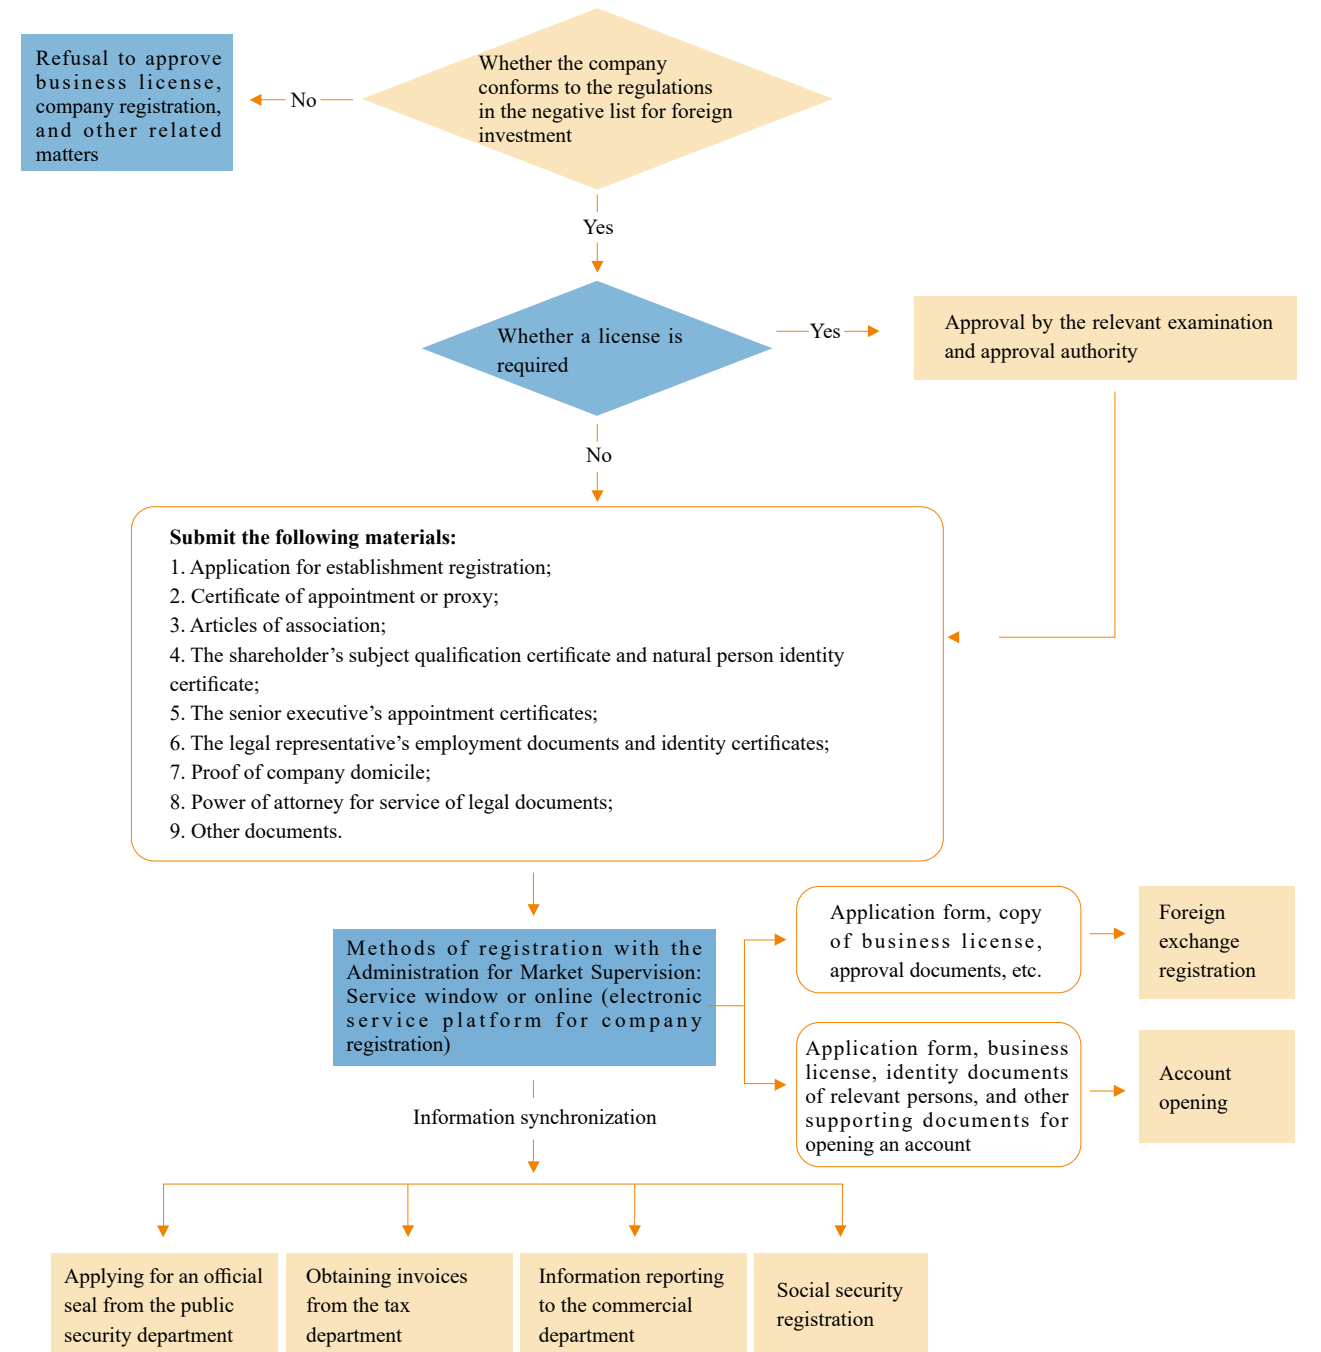 Whether the company
conforms to the regulations
in the negative list for foreign
investment
No
Refusal to approve
business license,
company registration,
and other related
matters
Yes
Whether a license is
required
Yes
Approval by the relevant examination
and approval authority
No
Submit the following materials:
1. Application for establishment registration;
2. Certificate of appointment or proxy;
3. Articles of association;
4. The shareholder’s subject qualification certificate and natural person identity
certificate;
5. The senior executive’s appointment certificates;
6. The legal representative’s employment documents and identity certificates;
7. Proof of company domicile;
8. Power of attorney for service of legal documents;
9. Other documents.
Methods of registration with the
Administration for Market Supervision:
Service window or online (electronic
service platform for company
registration)
Application form, copy
of business license,
approval documents, etc.
Foreign
exchange
registration
Application form, business
license, identity documents
of relevant persons, and other
supporting documents for
opening an account
Account
opening
Information synchronization
Applying for an official
seal from the public
security department
Obtaining invoices
from the tax
department
Information reporting
to the commercial
department
Social security
registration